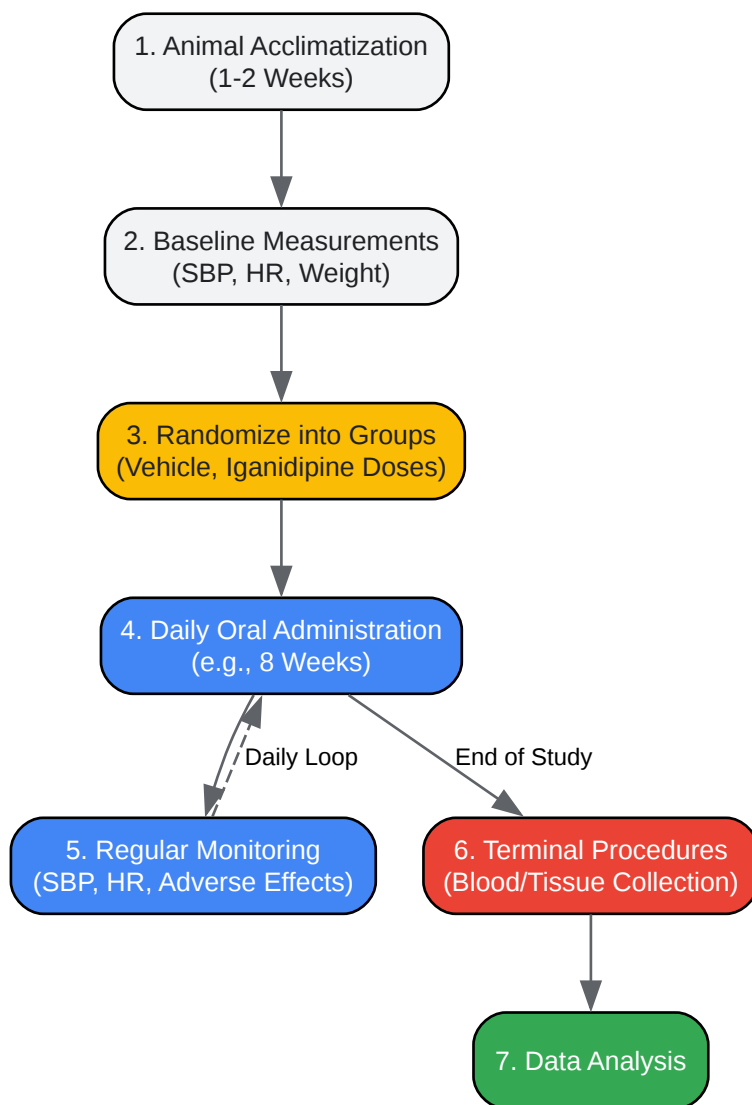 1. Animal Acclimatization
(1-2 Weeks)
2. Baseline Measurements
(SBP, HR, Weight)
3. Randomize into Groups
(Vehicle, Iganidipine Doses)
4. Daily Oral Administration
(e.g., 8 Weeks)
Daily Loop
End of Study
5. Regular Monitoring
(SBP, HR, Adverse Effects)
6. Terminal Procedures
(Blood/Tissue Collection)
7. Data Analysis